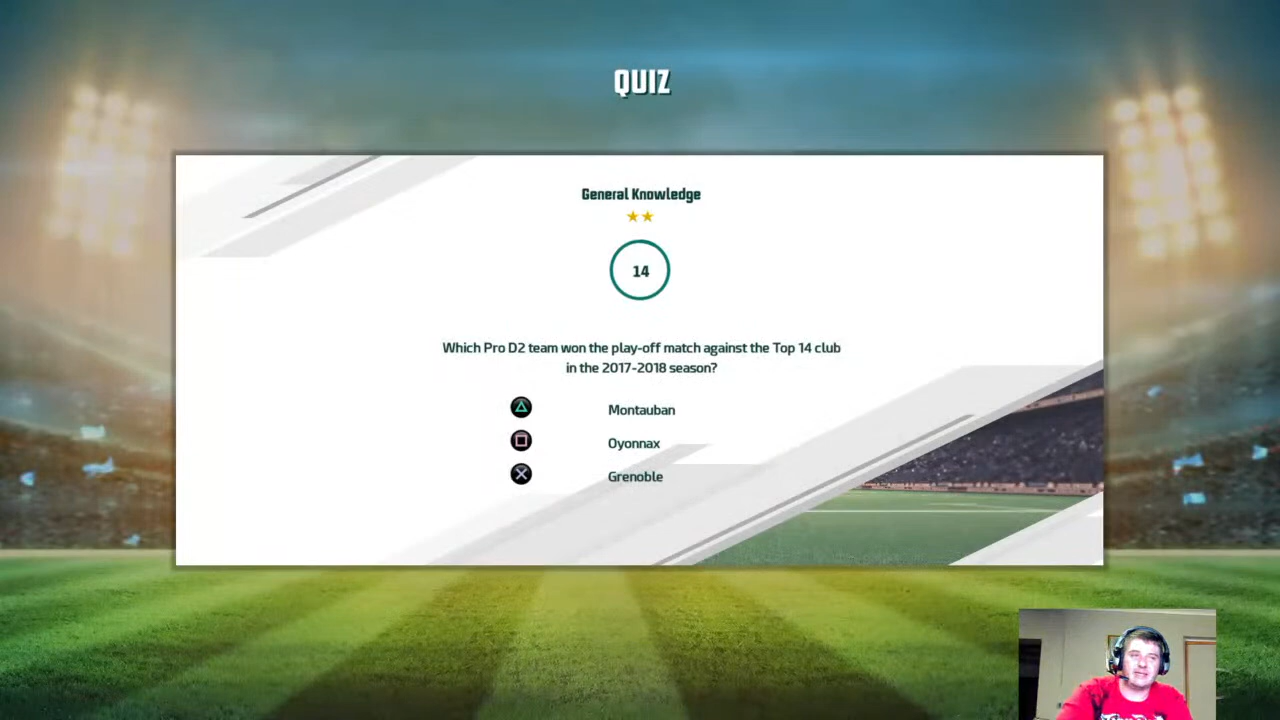 QUIZ
General Knowledge
14
Which Pro D2 team won the play-off match against the Top 14 club
in the 2017-2018 season?
Montauban
Oyonnax
Grenoble